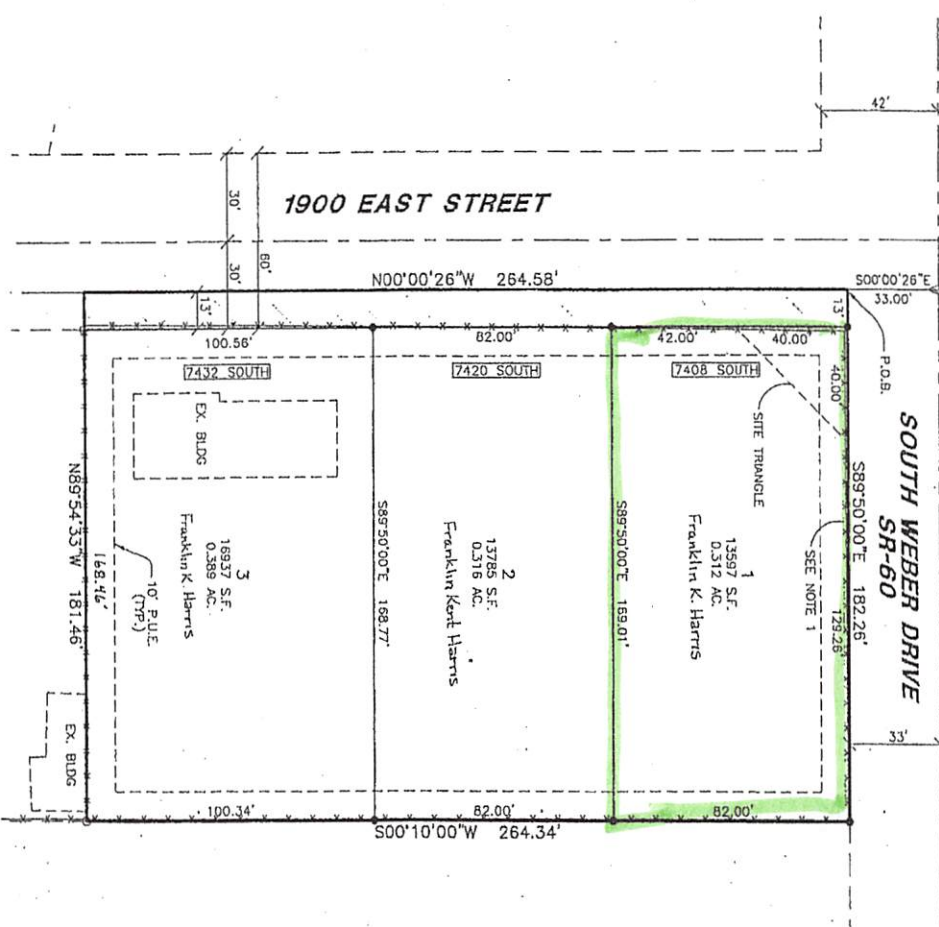 42'
1900 EAST STREET
30'
30'
60'
13'
N00°00'26"W 264.58'
S00°00'26"E
33.00'
13'
P.O.B.
100.56'
82.00'
42.00'
40.00'
40.00'
7432 SOUTH
7420 SOUTH
7408 SOUTH
SITE TRIANGLE
SEE NOTE 1
SOUTH WEBER DRIVE
SR-60
S89°50'00"E 182.26'
129.26'
33'
EX. BLDG
1
13597 S.F.
0.312 AC.
Franklin K. Harris
S89°50'00"E 169.01'
2
13785 S.F.
0.316 AC.
Franklin Kent Harris
S89°50'00"E 168.77'
3
16937 S.F.
0.389 AC.
Franklin K. Harris
10' P.U.E.
(TYP.)
168.46'
N89°54'33"W 181.46'
EX. BLDG
100.34'
82.00'
82.00'
S00°10'00"W 264.34'